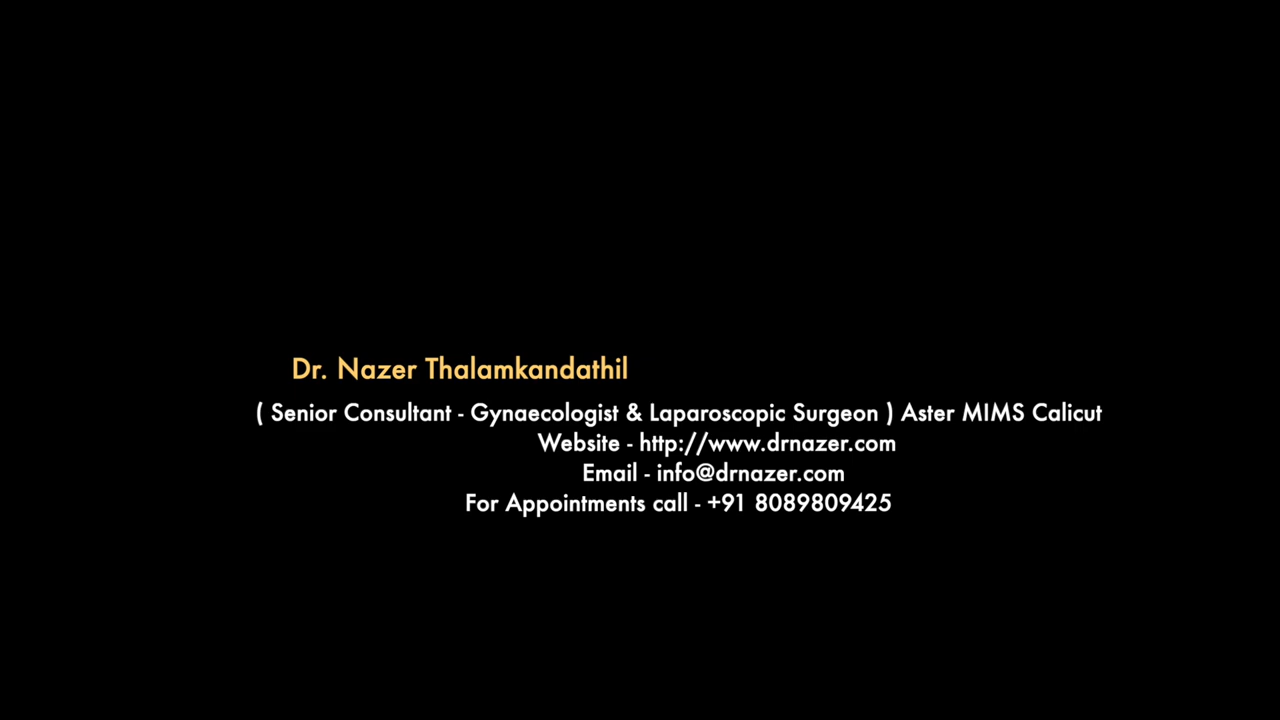 Dr. Nazer Thalamkandathil
( Senior Consultant - Gynaecologist & Laparoscopic Surgeon ) Aster MIMS Calicut
Website - http://www.drnazer.com
Email - info@drnazer.com
For Appointments call - +91 8089809425